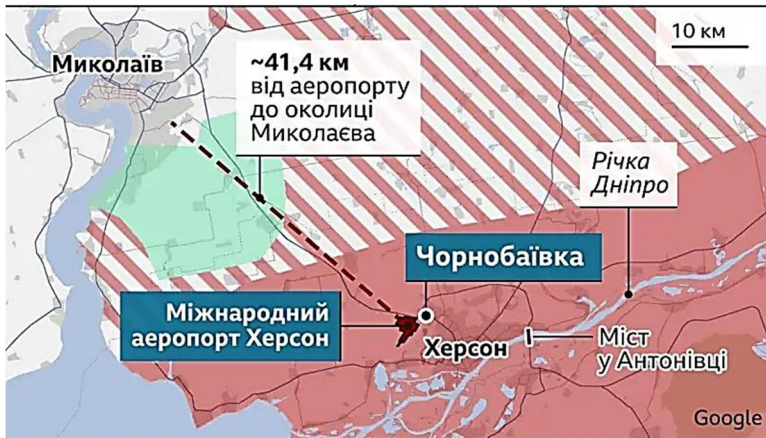 10 км
Миколаїв
~41,4 км
від аеропорту
до околиці
Миколаєва
Річка
Дніпро
Чорнобаївка
Міжнародний
аеропорт Херсон
Херсон
Міст
у Антонівці
Google